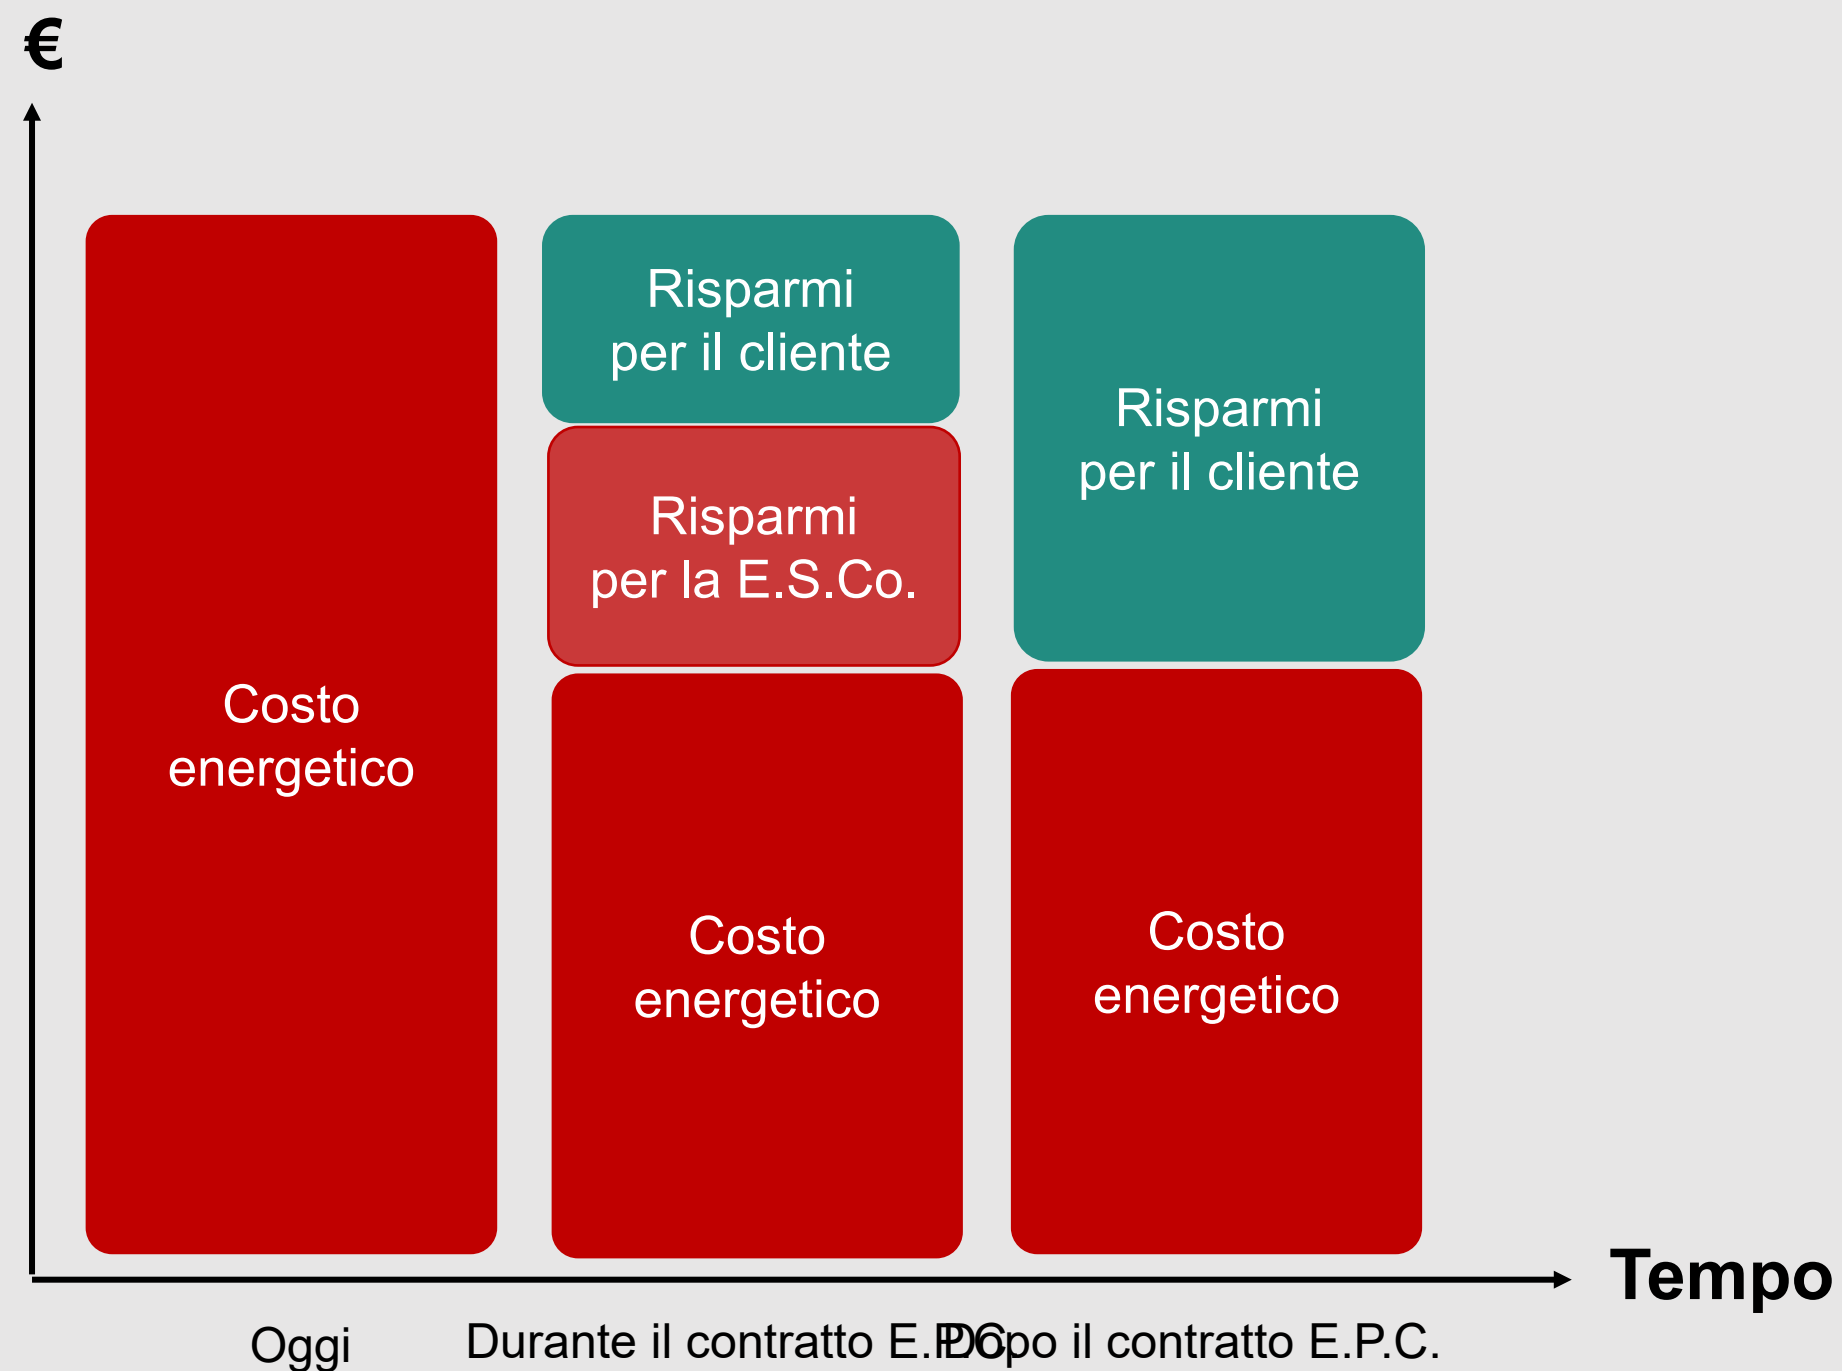 €
Costo
energetico
Risparmi
per il cliente
Risparmi
per la E.S.Co.
Costo
energetico
Risparmi
per il cliente
Costo
energetico
Tempo
Oggi
Durante il contratto E.P.C.
Dopo il contratto E.P.C.